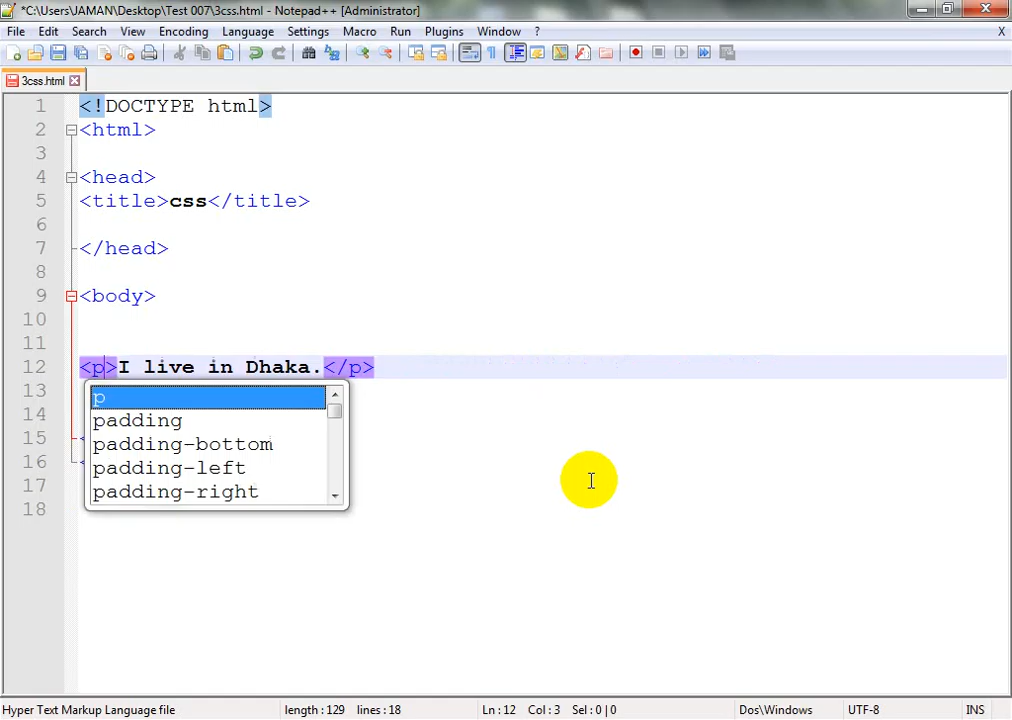 *C:\Users\JAMAN\Desktop\Test 007\3css.html - Notepad++ [Administrator]
File Edit Search View Encoding Language Settings Macro Run Plugins Window ? X
3css.html
1 <!DOCTYPE html>
2 <html>
3
4 <head>
5 <title>css</title>
6
7 </head>
8
9 <body>
10
11
12 <p>I live in Dhaka.</p>
13
p
14
padding
15
padding-bottom
16
padding-left
17
padding-right
18
Hyper Text Markup Language file length : 129 lines : 18 Ln : 12 Col : 3 Sel : 0 | 0 Dos\Windows UTF-8 INS